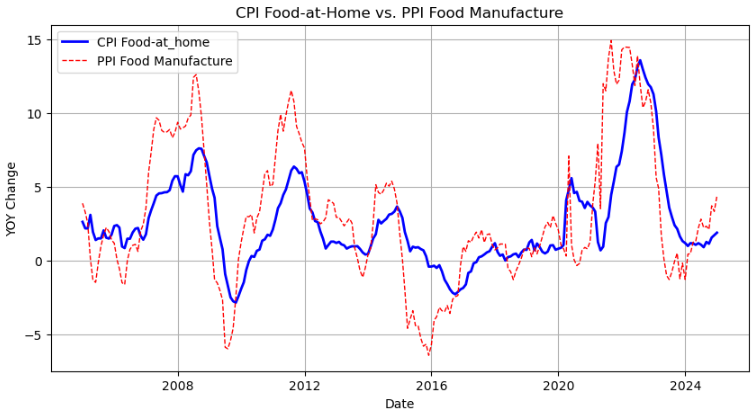 CPI Food-at-Home vs. PPI Food Manufacture
CPI Food-at_home
PPI Food Manufacture
YOY Change
15
10
5
0
−5
2008
2012
2016
2020
2024
Date